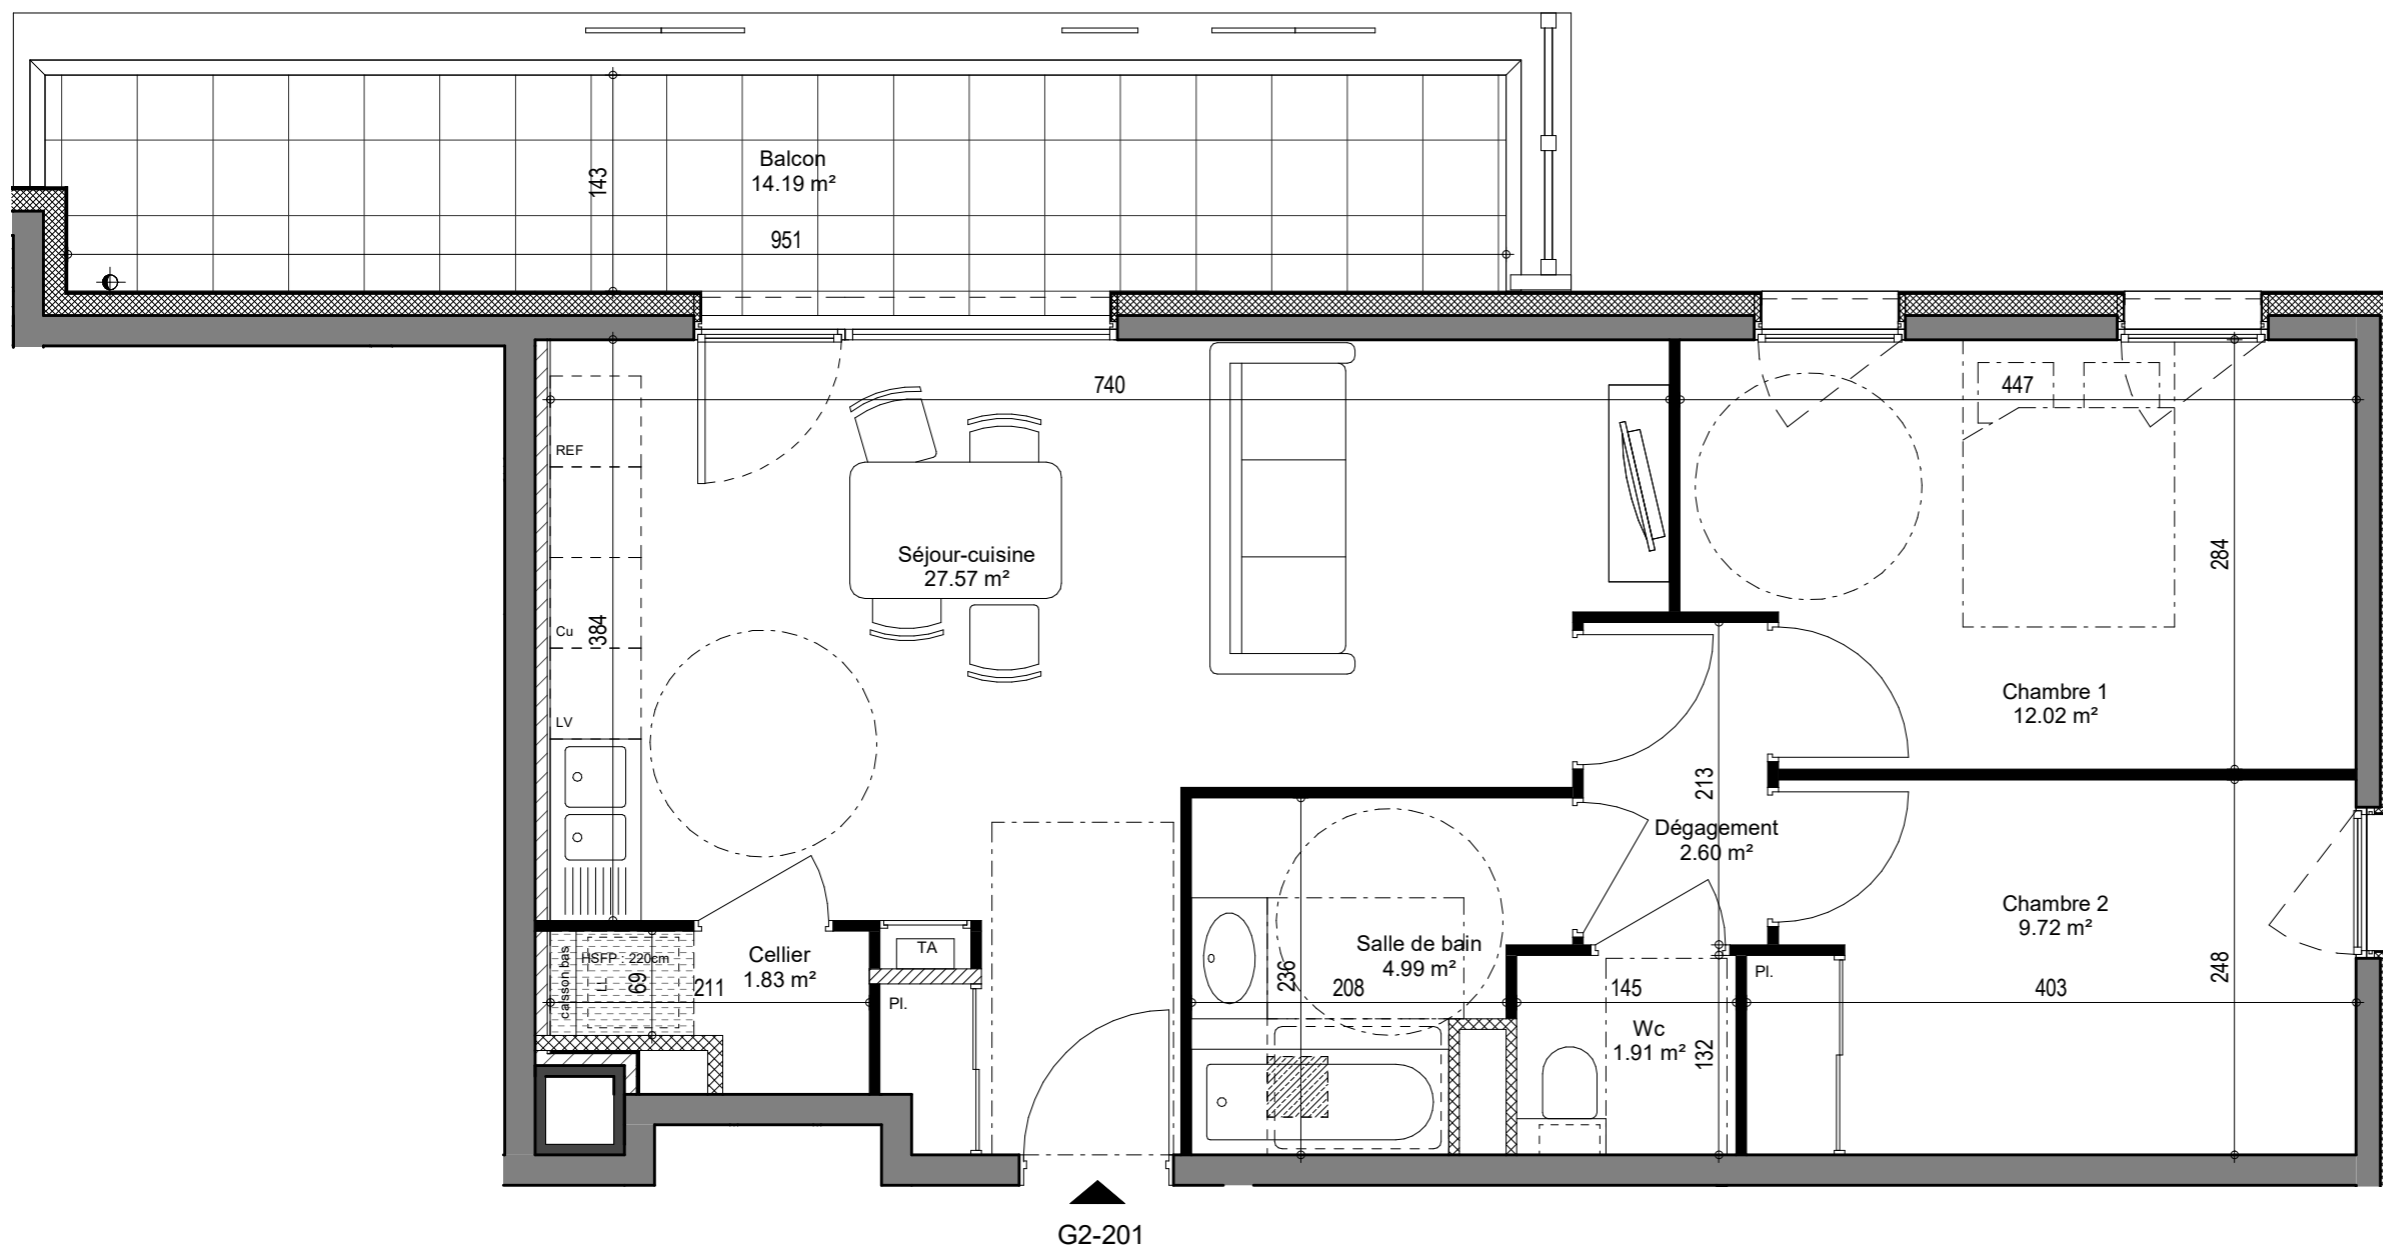 Balcon
14.19 m²
143
951
740
447
REF
Séjour-cuisine
27.57 m²
284
Cu
384
Chambre 1
12.02 m²
LV
213
Dégagement
2.60 m²
Chambre 2
9.72 m²
TA
Salle de bain
4.99 m²
Cellier
1.83 m²
HSFP : 220cm
caisson bas
LL
69
211
Pl.
236
208
145
Pl.
403
248
Wc
1.91 m²
132
G2-201